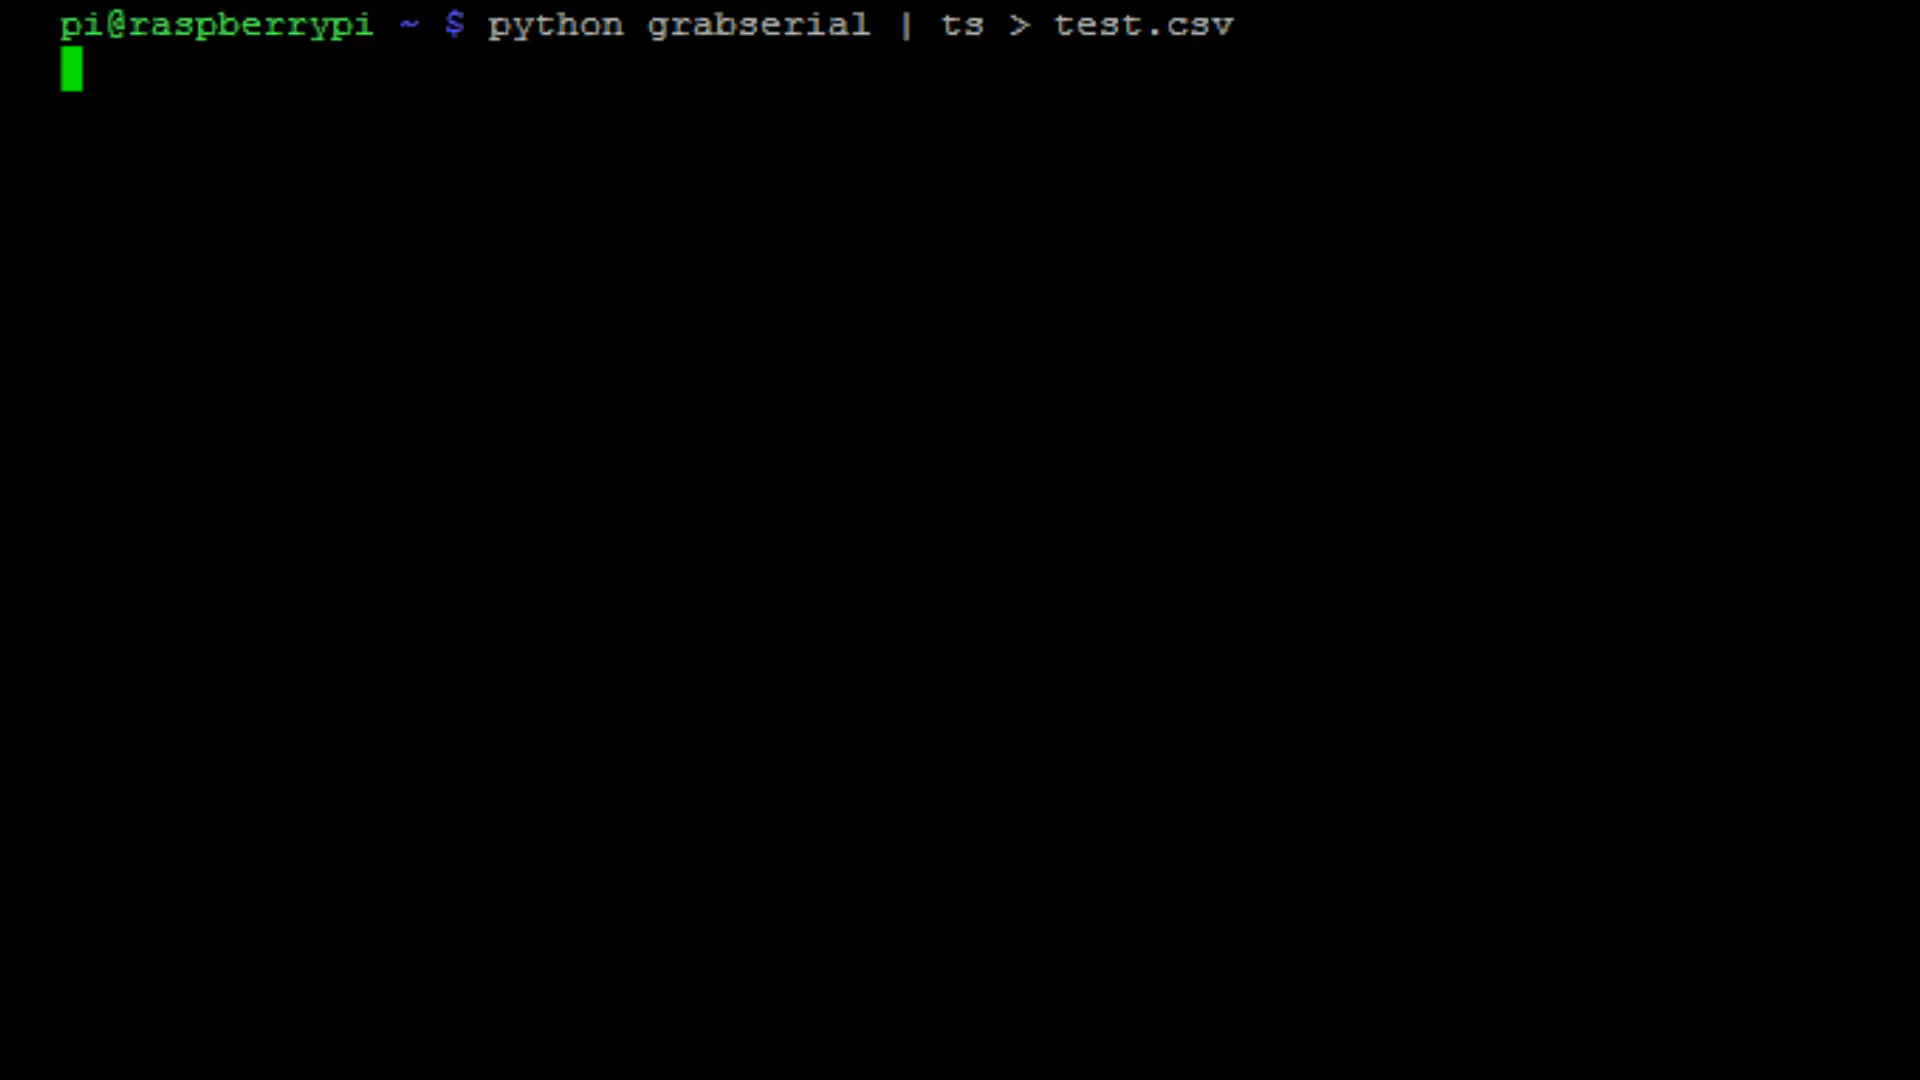 pi@raspberrypi ~ $ python grabserial | ts > test.csv